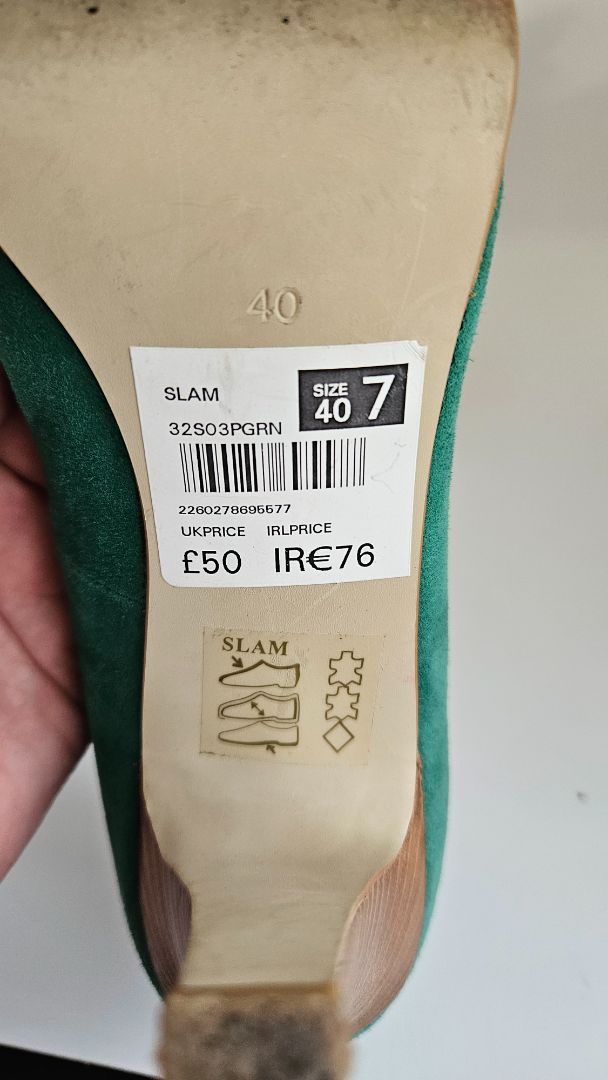 40
SLAM
SIZE 40 7
32S03PGRN
2260278695577
UKPRICE IRLPRICE
£50 IR€76
SLAM